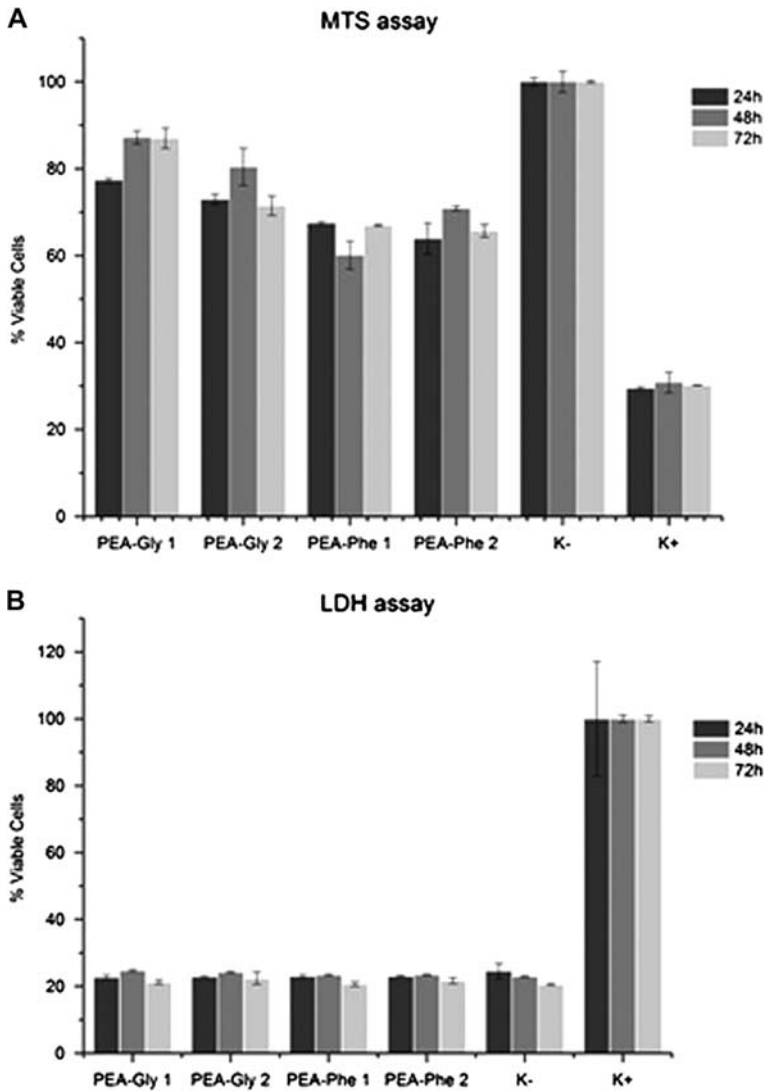 A
MTS assay
100
80
60
40
20
0
% Viable Cells
24h
48h
72h
PEA-Gly 1 PEA-Gly 2 PEA-Phe 1 PEA-Phe 2 K- K+
B
LDH assay
120
100
80
60
40
20
0
% Viable Cells
24h
48h
72h
PEA-Gly 1 PEA-Gly 2 PEA-Phe 1 PEA-Phe 2 K- K+